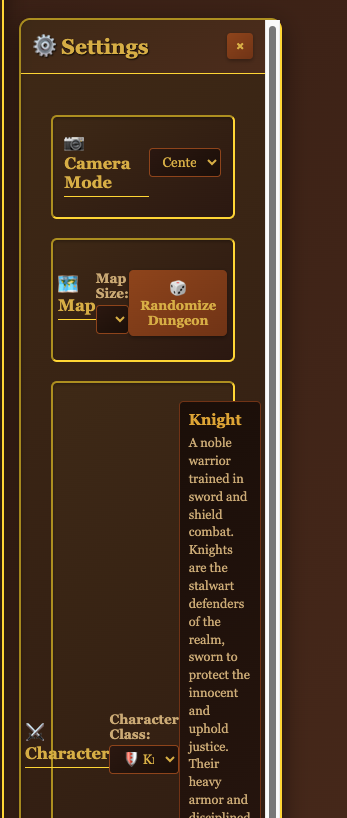 ⚙️ Settings
×
📷
Camera
Mode
Cente
🗺️
Map
Map
Size:
🎲
Randomize
Dungeon
Knight
A noble
warrior
trained in
sword and
shield
combat.
Knights
are the
stalwart
defenders
of the
realm,
sworn to
protect the
innocent
and
uphold
justice.
Their
heavy
armor and
disciplined
⚔️
Character
Character
Class:
🛡️ K